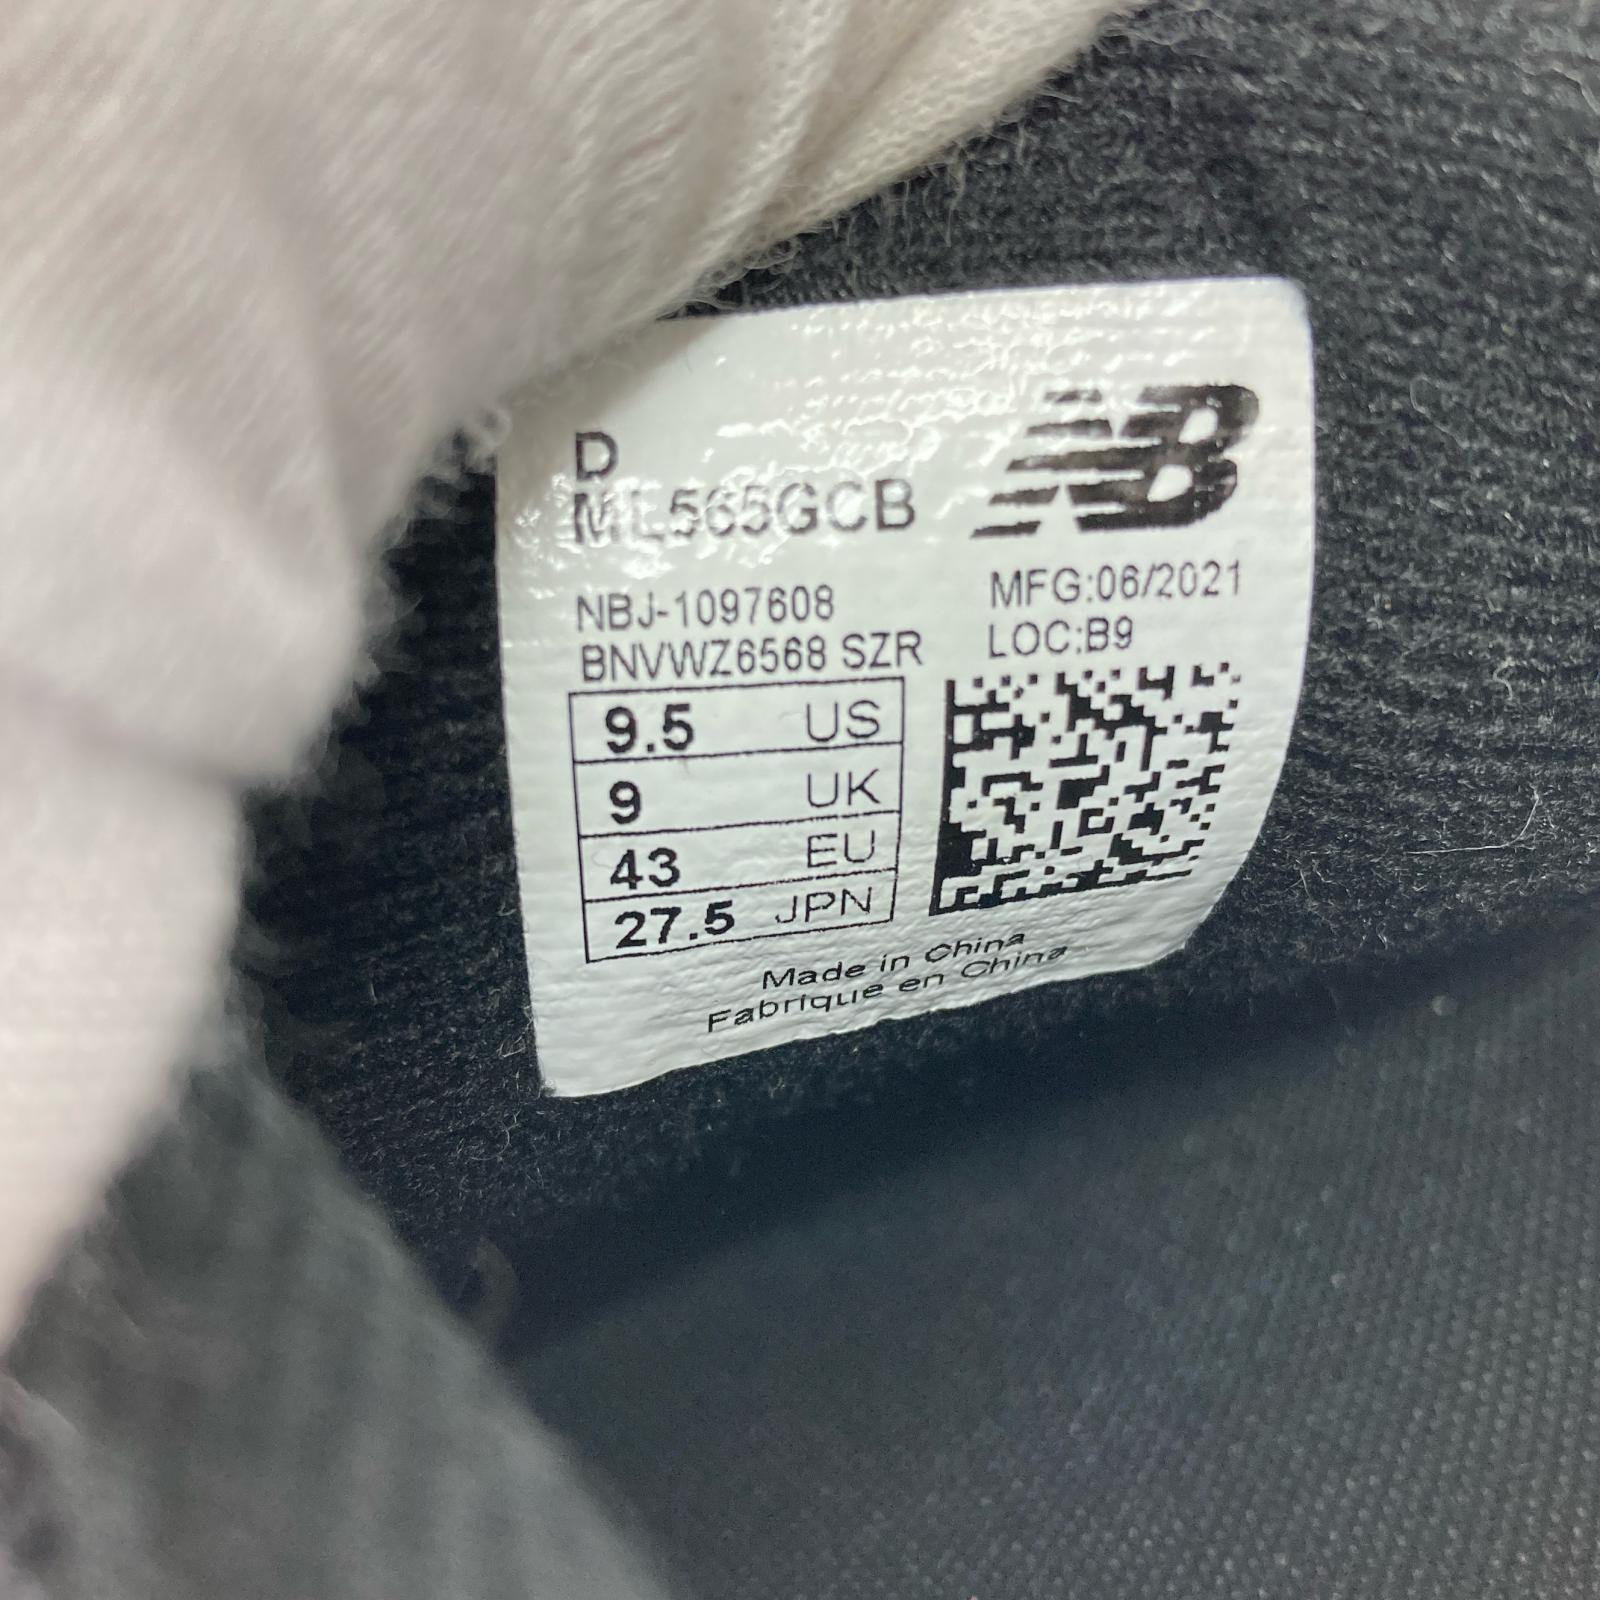 D
ML565GCB
NB
NBJ-1097608
BNVWZ6568 SZR
MFG:06/2021
LOC:B9
9.5 US
9 UK
43 EU
27.5 JPN
Made in China
Fabrique en China